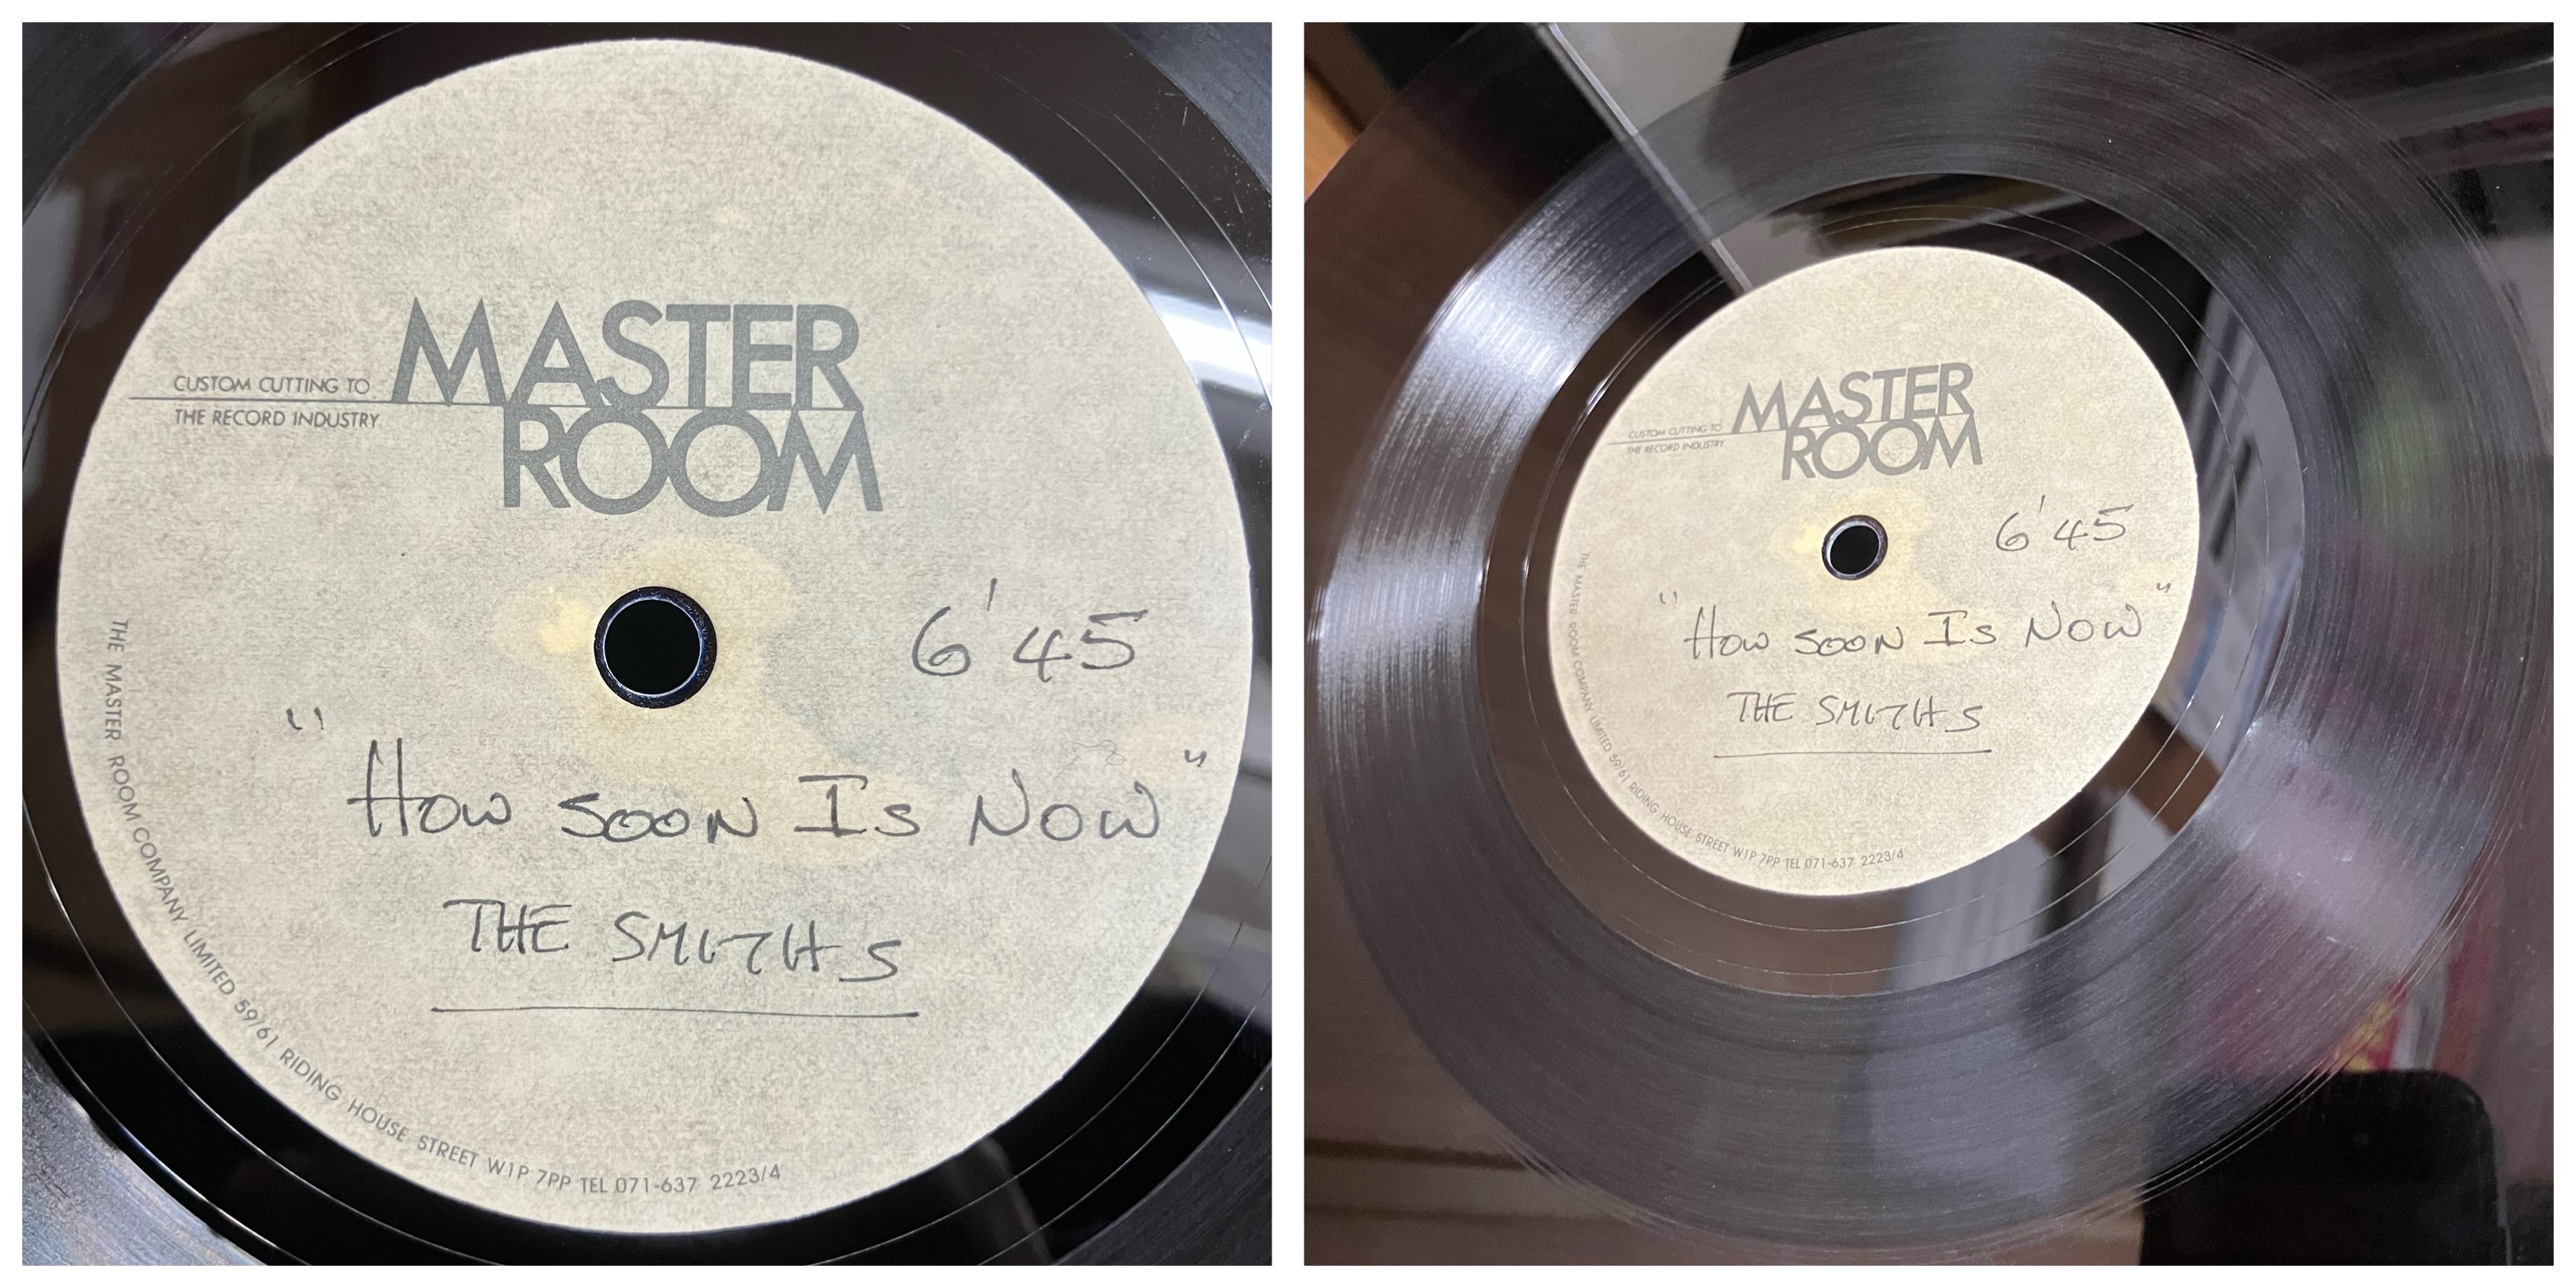 MASTER
CUSTOM CUTTING TO
THE RECORD INDUSTRY
ROOM
6'45
"How SOON Is NOW"
THE SMITHS
THE MASTER ROOM COMPANY LIMITED 59/61 RIDING HOUSE STREET W1P 7PP TEL 071-637 2223/4
MASTER
CUSTOM CUTTING TO
THE RECORD INDUSTRY
ROOM
6'45
"How SOON Is NOW"
THE SMITHS
THE MASTER ROOM COMPANY LIMITED 59/61 RIDING HOUSE STREET W1P 7PP TEL 071-637 2223/4